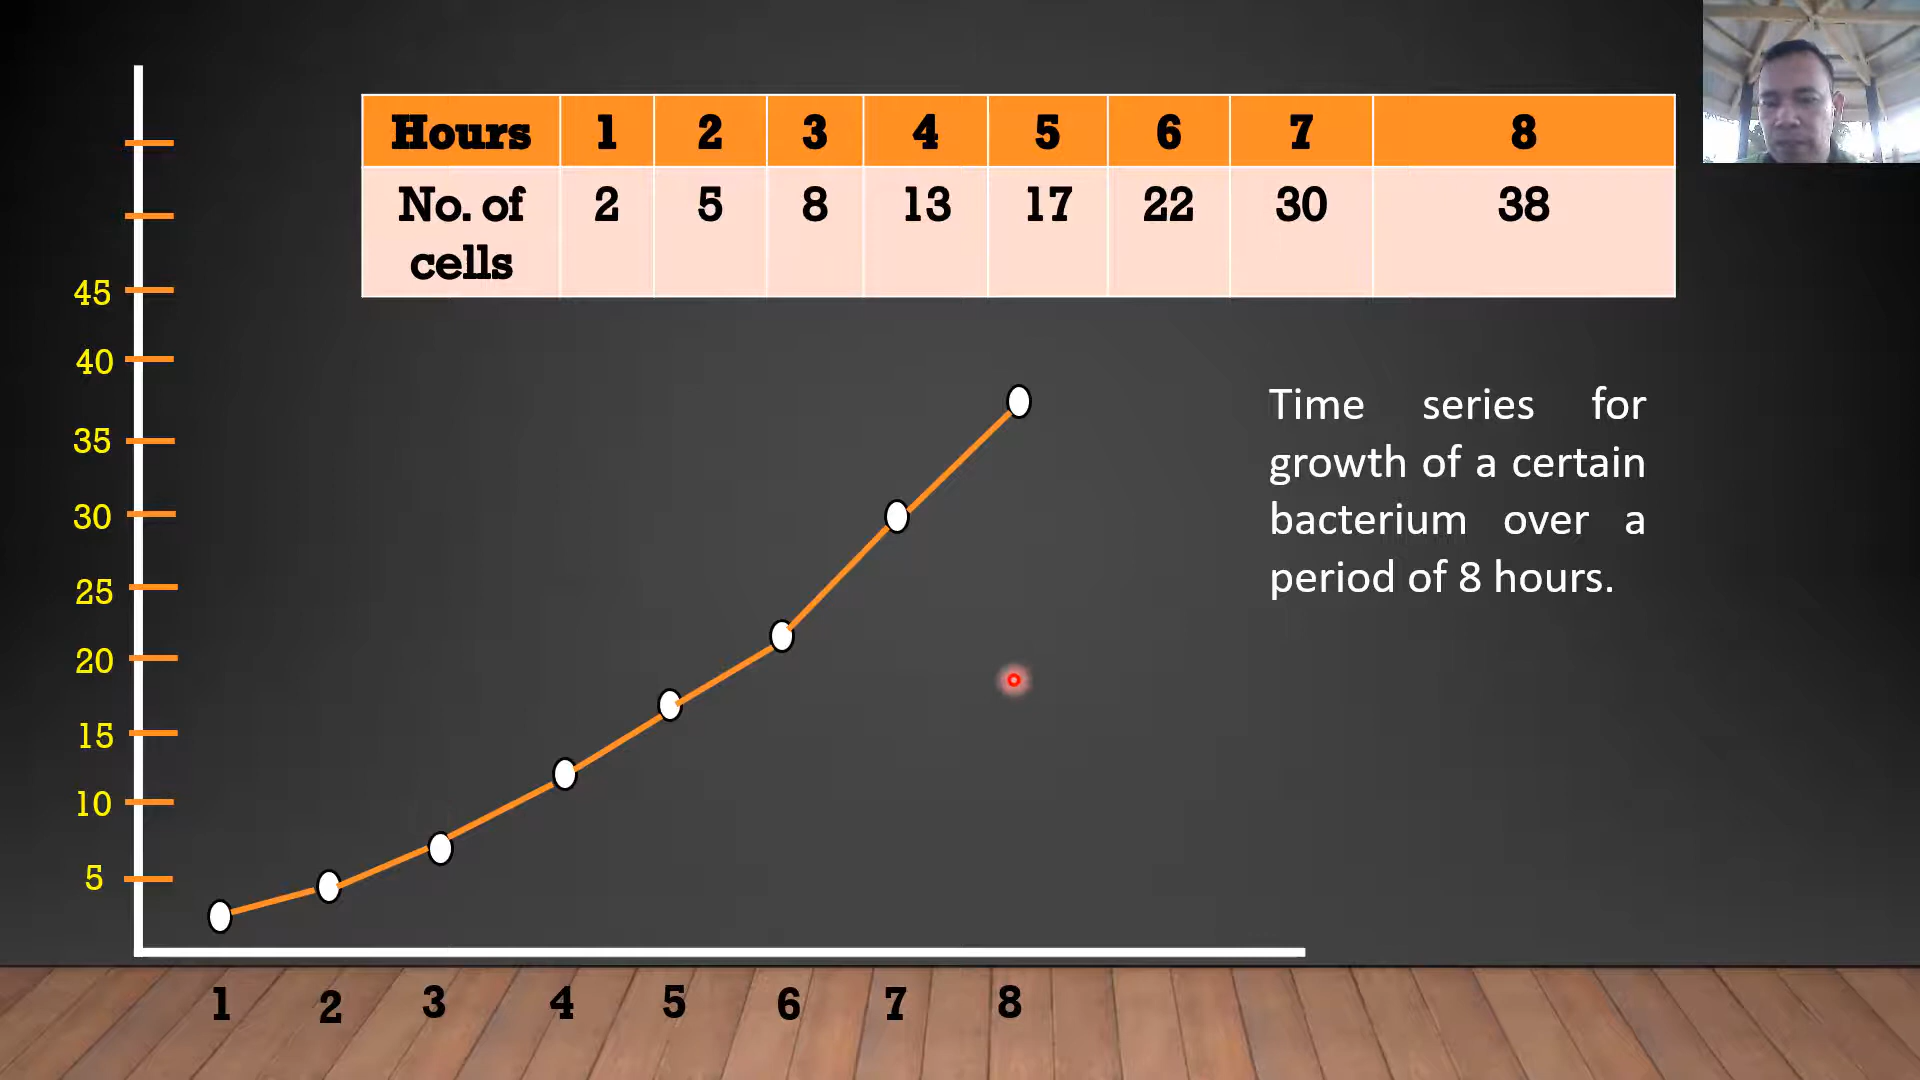 Hours 1 2 3 4 5 6 7 8
No. of 2 5 8 13 17 22 30 38
cells
45
40
35
30
25
20
15
10
5
Time series for
growth of a certain
bacterium over a
period of 8 hours.
1 2 3 4 5 6 7 8